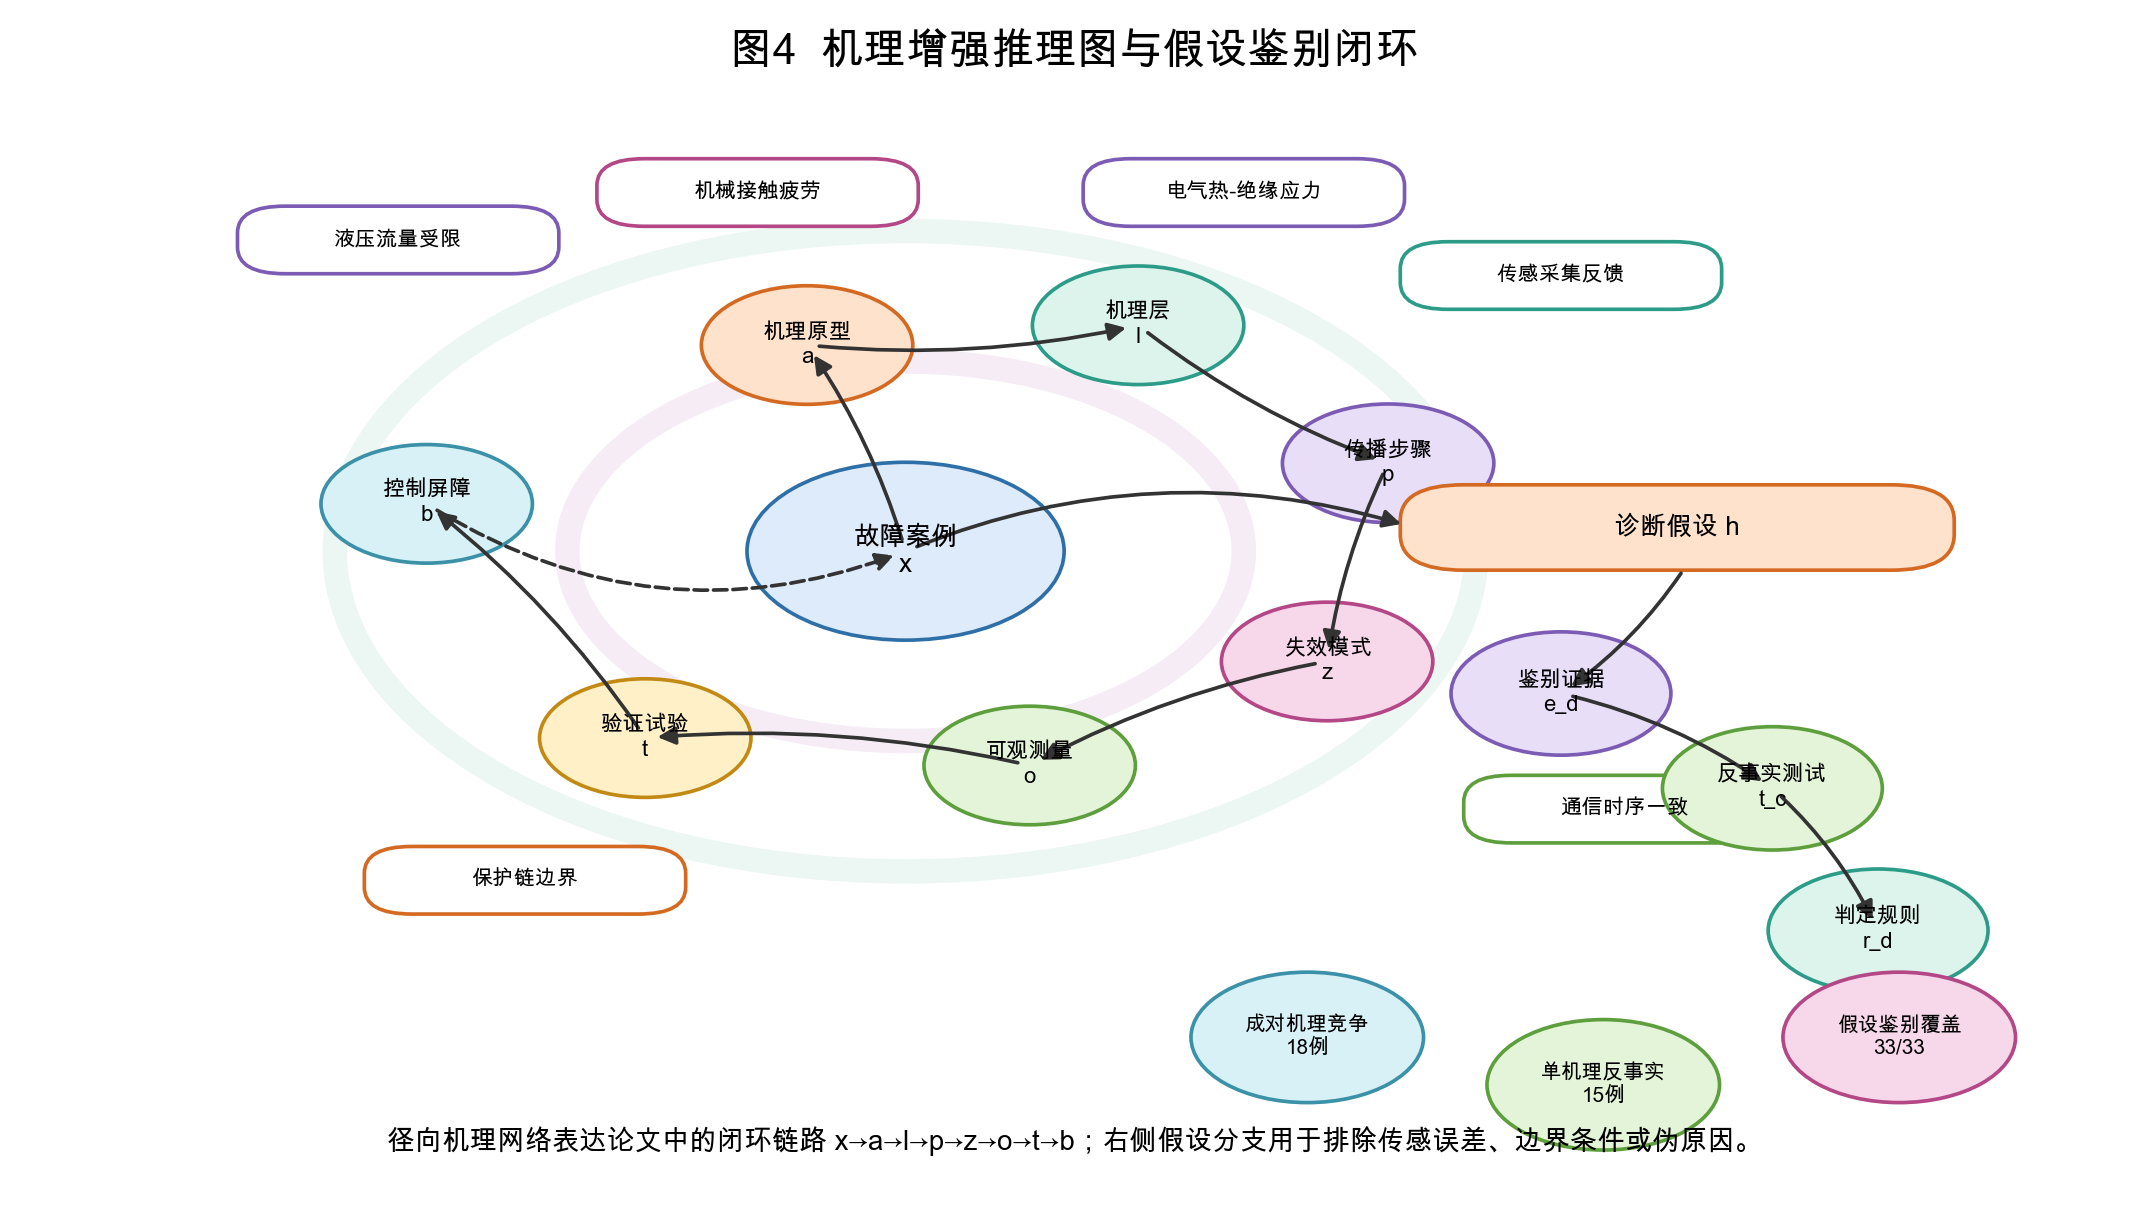 图4 机理增强推理图与假设鉴别闭环
机械接触疲劳
电气热-绝缘应力
液压流量受限
传感采集反馈
机理原型
a
机理层
l
传播步骤
p
控制屏障
b
故障案例
x
诊断假设 h
失效模式
z
鉴别证据
e_d
验证试验
t
可观测量
o
反事实测试
t_c
通信时序一致
保护链边界
判定规则
r_d
成对机理竞争
18例
单机理反事实
15例
假设鉴别覆盖
33/33
径向机理网络表达论文中的闭环链路 x→a→l→p→z→o→t→b；右侧假设分支用于排除传感误差、边界条件或伪原因。